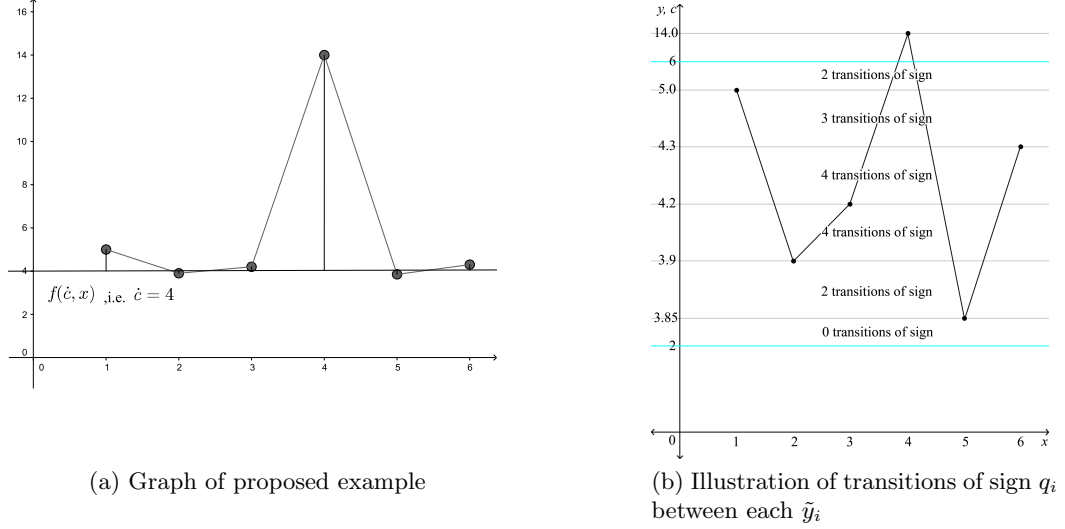 16
14
12
10
8
6
4
2
0
0 1 2 3 4 5 6
f(ċ, x) ,i.e. ċ = 4
(a) Graph of proposed example
y, c
14.0
6
2 transitions of sign
5.0
3 transitions of sign
4.3
4 transitions of sign
4.2
4 transitions of sign
3.9
2 transitions of sign
3.85
0 transitions of sign
2
0 1 2 3 4 5 6 x
(b) Illustration of transitions of sign qᵢ
between each ỹᵢ